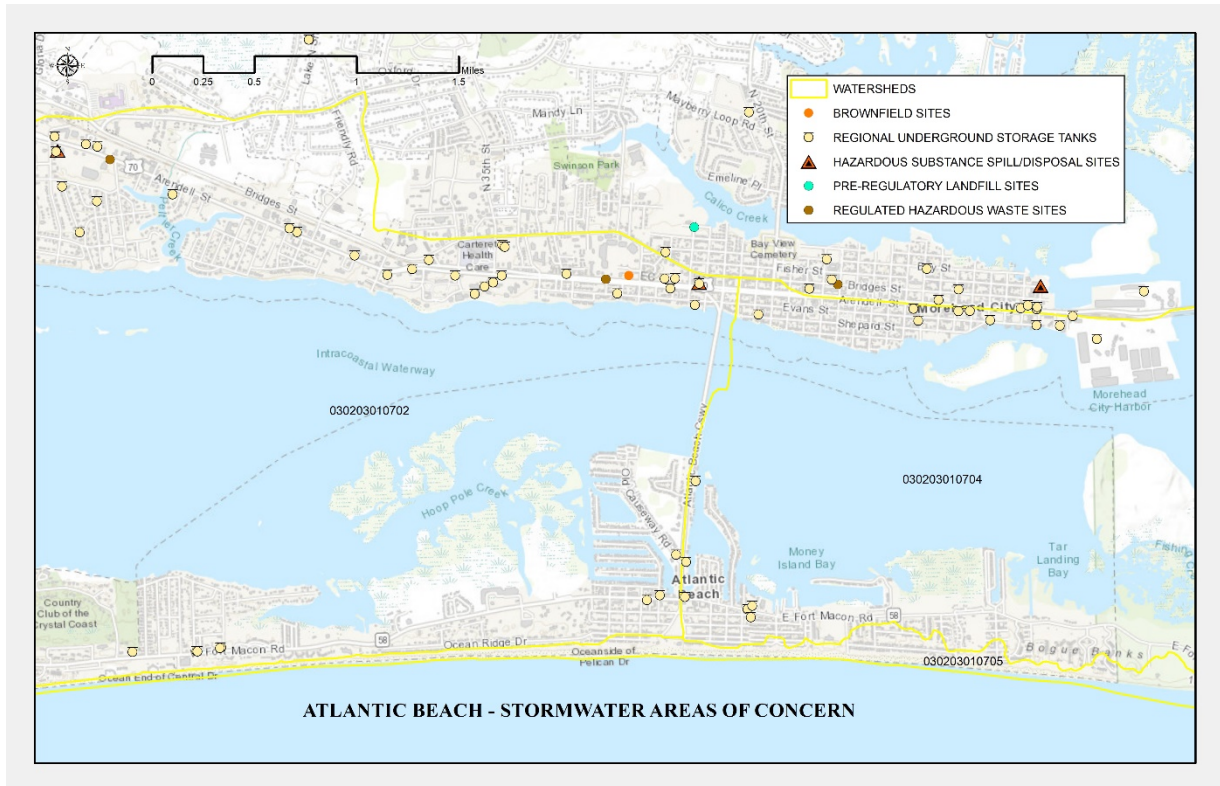 Lake N
Oxford
Miles
0 0.25 0.5 1 1.5
WATERSHEDS
BROWNFIELD SITES
REGIONAL UNDERGROUND STORAGE TANKS
HAZARDOUS SUBSTANCE SPILL/DISPOSAL SITES
PRE-REGULATORY LANDFILL SITES
REGULATED HAZARDOUS WASTE SITES
N 20th St
Mayberry Loop Rd
Mandy Ln
Friendly Rd
N 35th St
Swinson Park
Emeline Pl
70
Arendell St
Bridges St
Calico Creek
Carteret
Health
Care
Bay View
Cemetery
Fisher St
Bay St
Bridges St
Arendell St
Evans St
Morehead City
Shepard St
Intracoastal Waterway
Morehead
City Harbor
030203010702
Atlantic Beach Cswy
030203010704
Hoop Pole Creek
Old Causeway Rd
Money
Island Bay
Tar
Landing
Bay
Fishing
Atlantic
Beach
Country
Club of the
Crystal Coast
58
E Fort Macon Rd
58
Fort Macon Rd
Ocean Ridge Dr
Oceanside of
Pelican Dr
Bogue Banks
030203010705
Ocean End of Central Dr
ATLANTIC BEACH - STORMWATER AREAS OF CONCERN